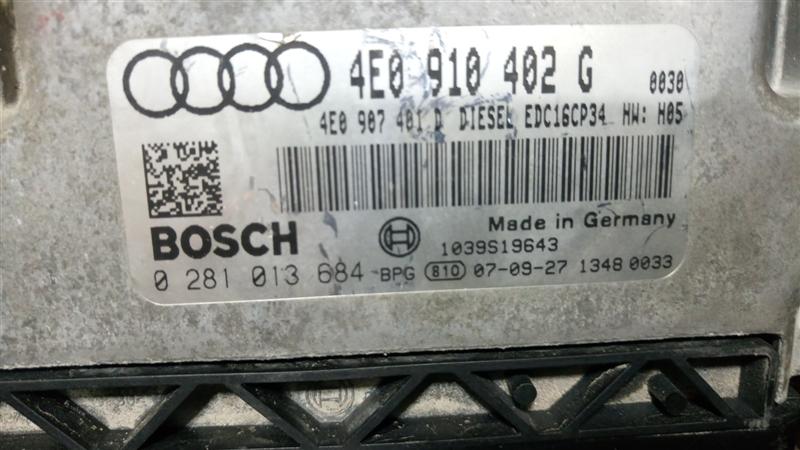 4E0 910 402 G 0030
4E0 907 401 D DIESEL EDC16CP34 HW: H05
BOSCH
Made in Germany
1039S19643
0 281 013 684 BPG 810 07-09-27 1348 0033